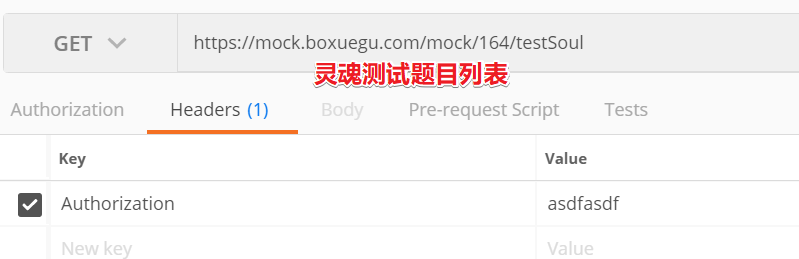 GET https://mock.boxuegu.com/mock/164/testSoul
灵魂测试题目列表
Authorization Headers (1) Body Pre-request Script Tests
Key Value
Authorization asdfasdf
New key Value